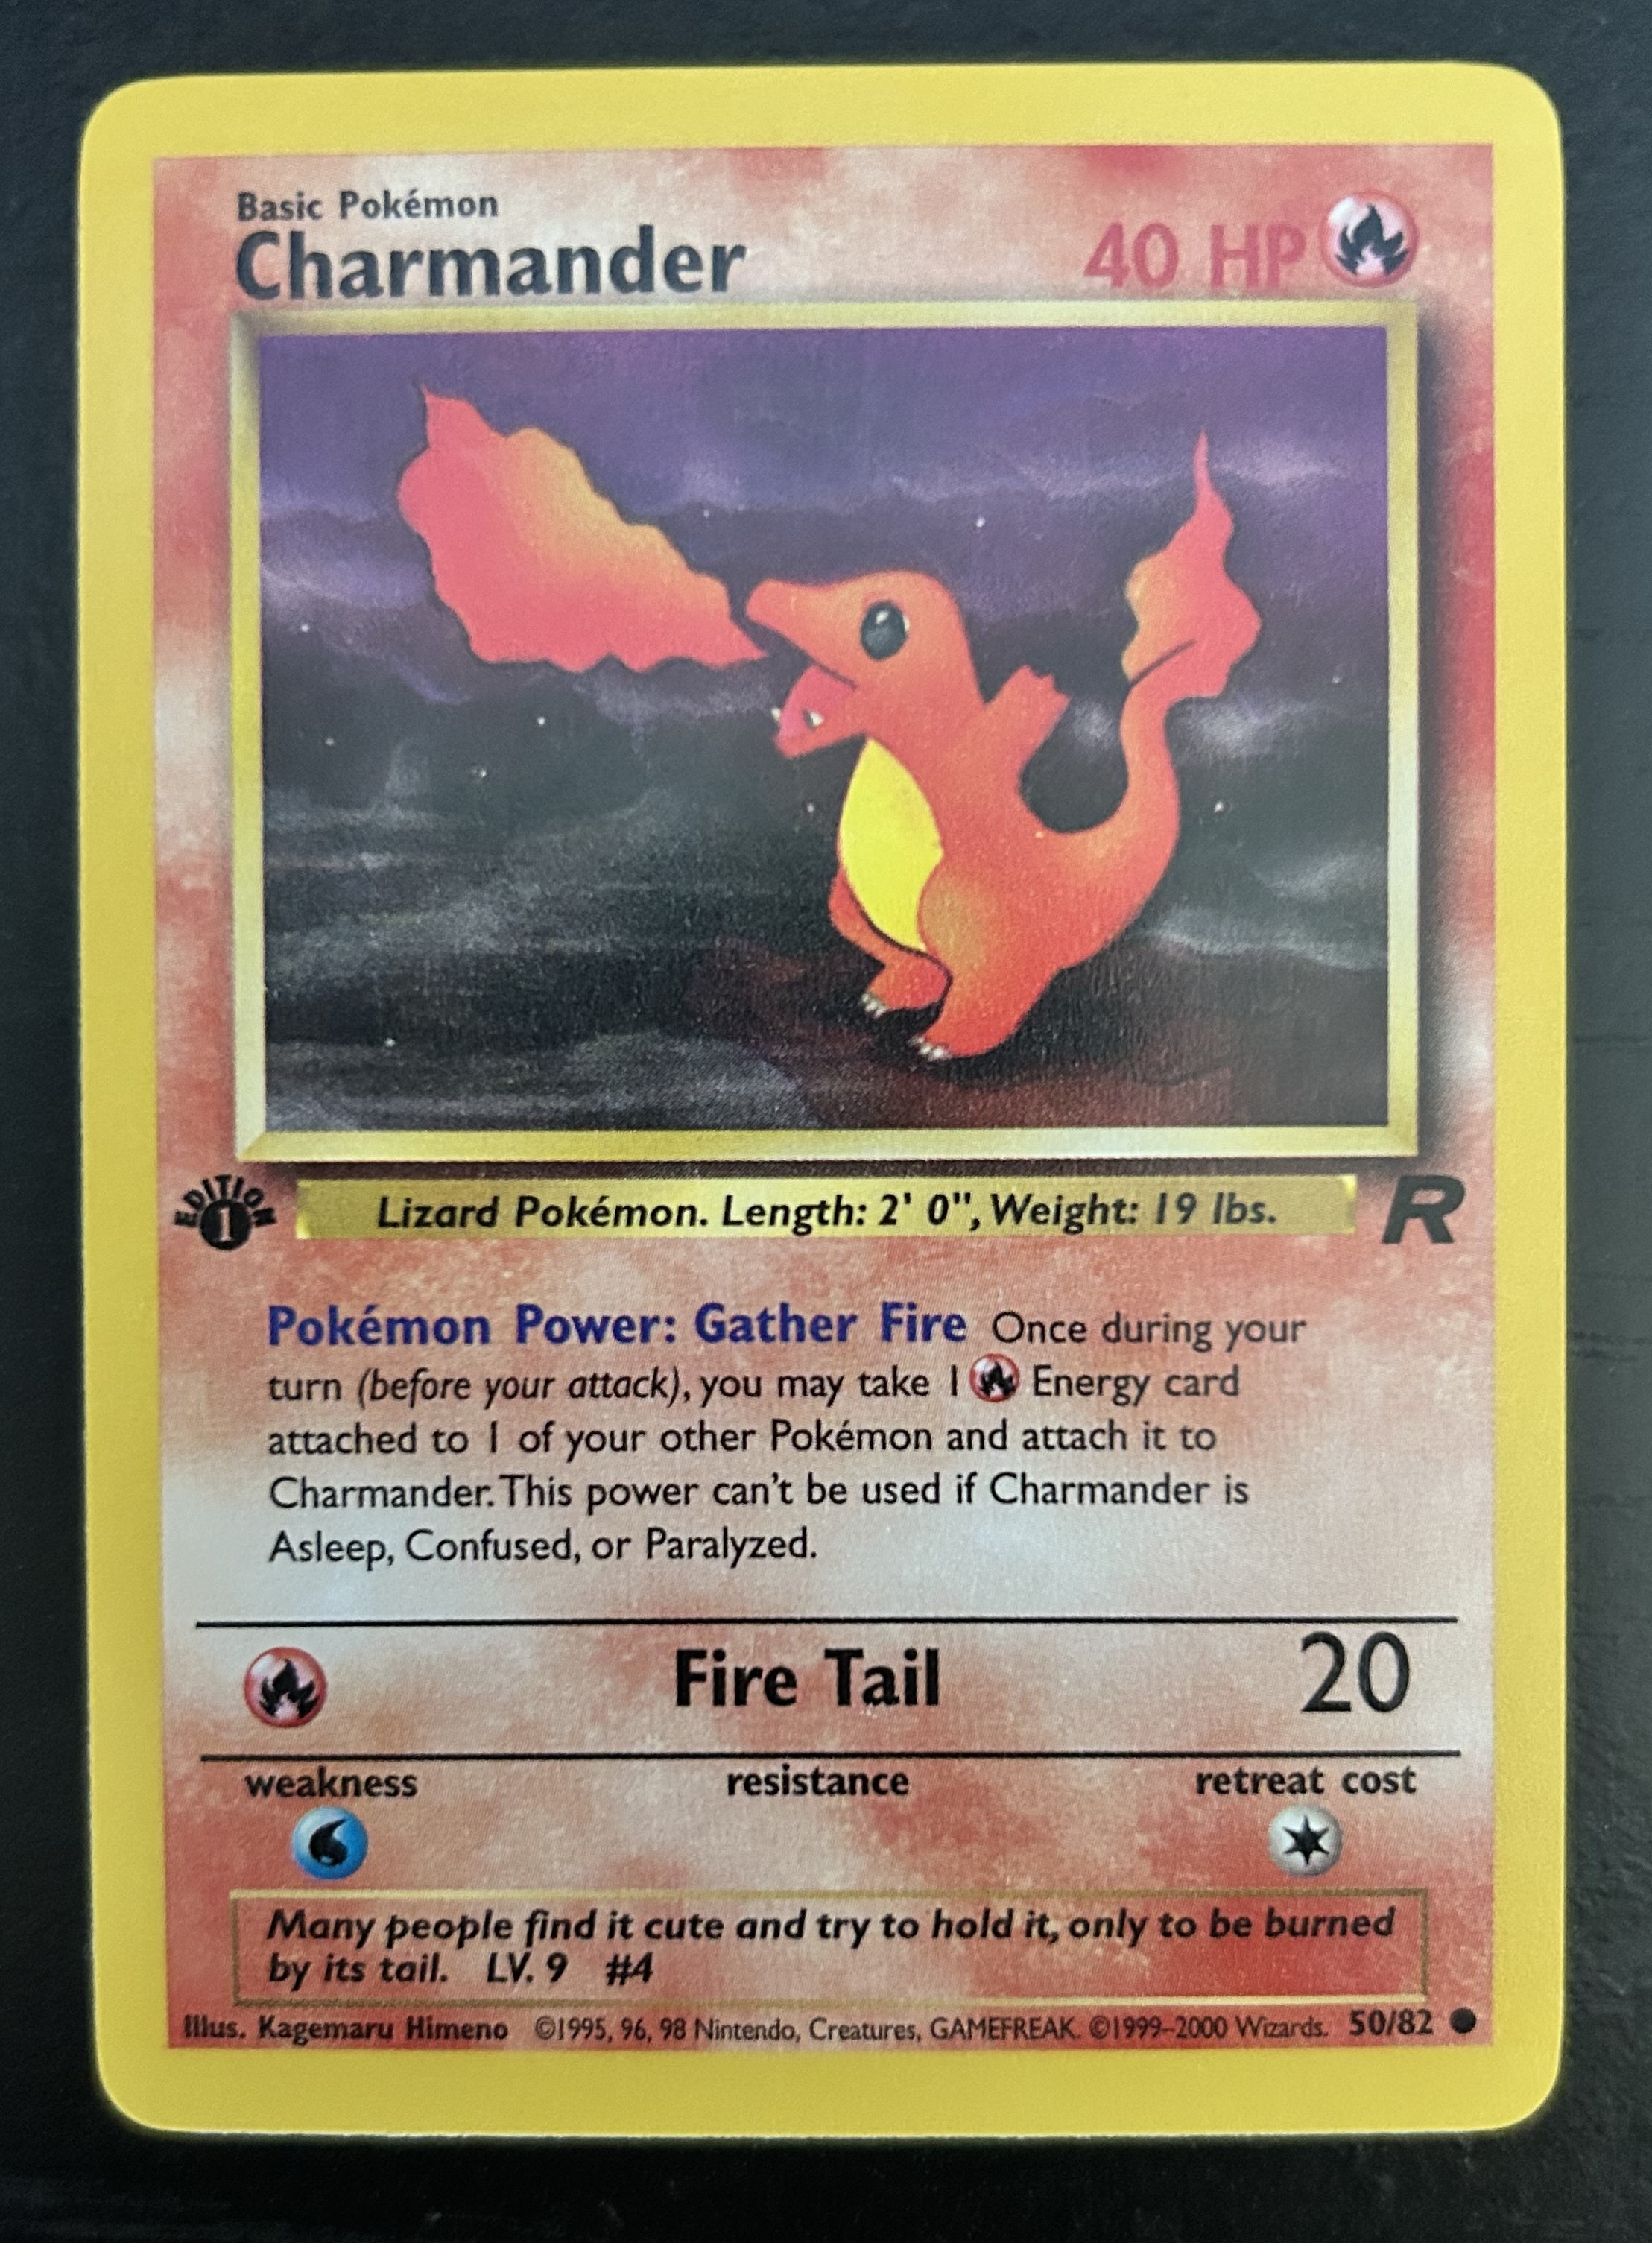 Basic Pokémon
Charmander 40 HP
EDITION
1
Lizard Pokémon. Length: 2' 0", Weight: 19 lbs.
R
Pokémon Power: Gather Fire Once during your
turn (before your attack), you may take 1 Energy card
attached to 1 of your other Pokémon and attach it to
Charmander. This power can't be used if Charmander is
Asleep, Confused, or Paralyzed.
Fire Tail 20
weakness resistance retreat cost
Many people find it cute and try to hold it, only to be burned
by its tail. LV. 9 #4
Illus. Kagemaru Himeno ©1995, 96, 98 Nintendo, Creatures, GAMEFREAK. ©1999–2000 Wizards. 50/82